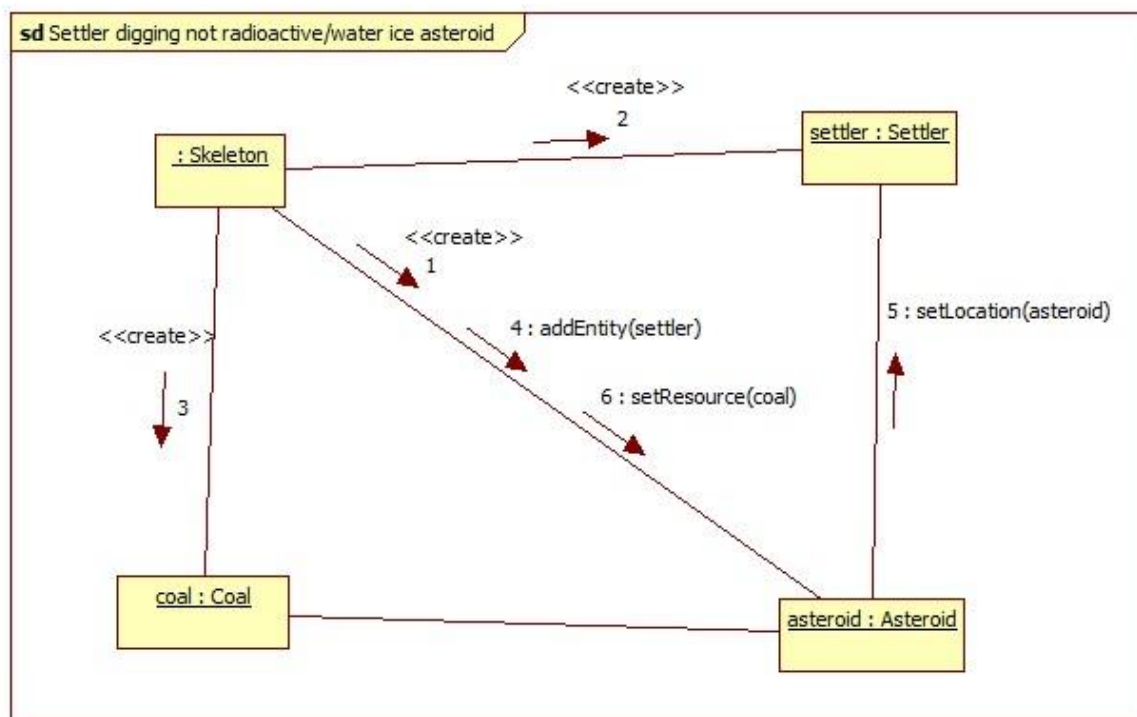 sd Settler digging not radioactive/water ice asteroid
<<create>>
2
: Skeleton
settler : Settler
<<create>>
1
<<create>>
3
4 : addEntity(settler)
5 : setLocation(asteroid)
6 : setResource(coal)
coal : Coal
asteroid : Asteroid